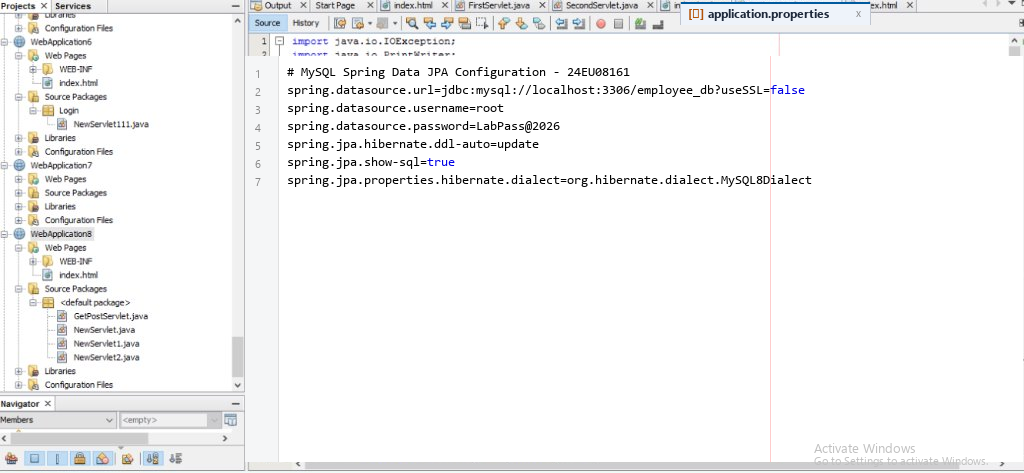 Projects × Services
Libraries
Configuration Files
WebApplication6
Web Pages
WEB-INF
index.html
Source Packages
Login
NewServlet111.java
Libraries
Configuration Files
WebApplication7
Web Pages
Source Packages
Libraries
Configuration Files
WebApplication8
Web Pages
WEB-INF
index.html
Source Packages
<default package>
GetPostServlet.java
NewServlet.java
NewServlet1.java
NewServlet2.java
Libraries
Configuration Files
Navigator ×
Members <empty>
Output × Start Page × index.html × FirstServlet.java × SecondServlet.java × application.properties x ex.html ×
Source History
1 import java.io.IOException;
2 import java.io.PrintWriter;
1 # MySQL Spring Data JPA Configuration - 24EU08161
2 spring.datasource.url=jdbc:mysql://localhost:3306/employee_db?useSSL=false
3 spring.datasource.username=root
4 spring.datasource.password=LabPass@2026
5 spring.jpa.hibernate.ddl-auto=update
6 spring.jpa.show-sql=true
7 spring.jpa.properties.hibernate.dialect=org.hibernate.dialect.MySQL8Dialect
Activate Windows
Go to Settings to activate Windows.